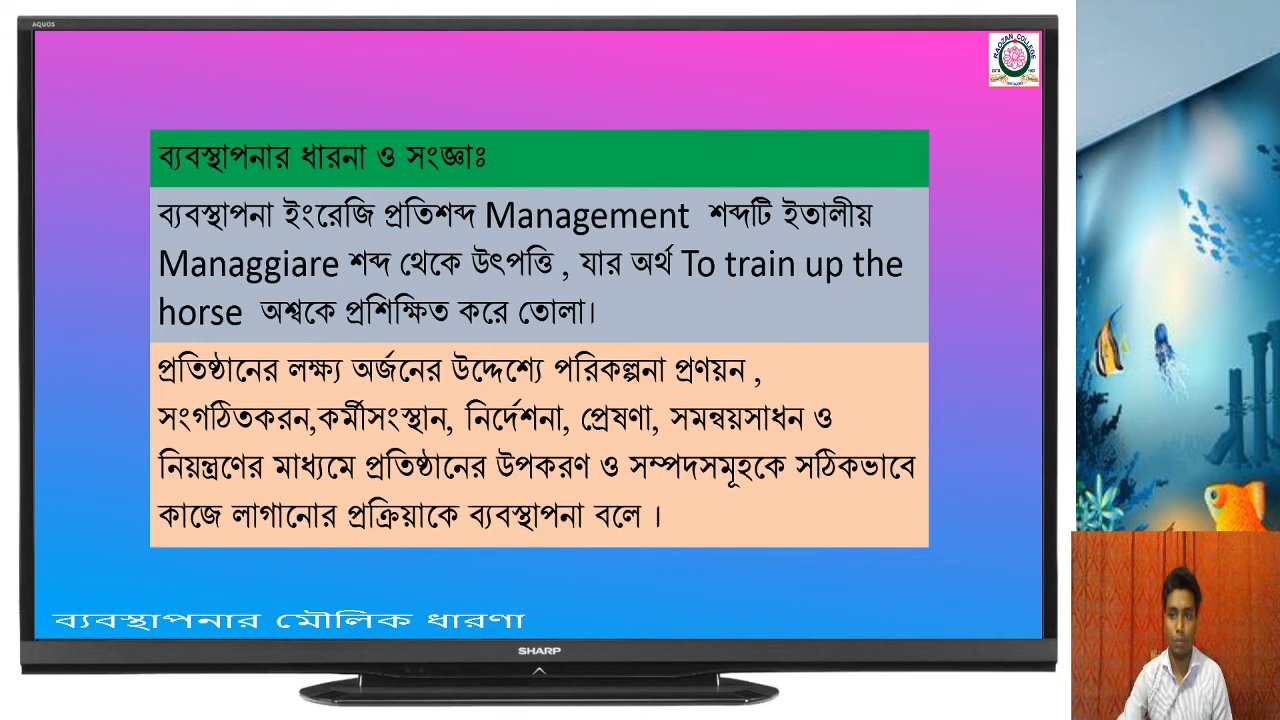 AQUOS
RAOZAN COLLEGE
ব্যবস্থাপনার ধারনা ও সংজ্ঞাঃ
ব্যবস্থাপনা ইংরেজি প্রতিশব্দ Management শব্দটি ইতালীয়
Managgiare শব্দ থেকে উৎপত্তি , যার অর্থ To train up the
horse অশ্বকে প্রশিক্ষিত করে তোলা।
প্রতিষ্ঠানের লক্ষ্য অর্জনের উদ্দেশ্যে পরিকল্পনা প্রণয়ন ,
সংগঠিতকরন,কর্মীসংস্থান, নির্দেশনা, প্রেষণা, সমন্বয়সাধন ও
নিয়ন্ত্রণের মাধ্যমে প্রতিষ্ঠানের উপকরণ ও সম্পদসমূহকে সঠিকভাবে
কাজে লাগানোর প্রক্রিয়াকে ব্যবস্থাপনা বলে ।
ব্যবস্থাপনার মৌলিক ধারণা
SHARP